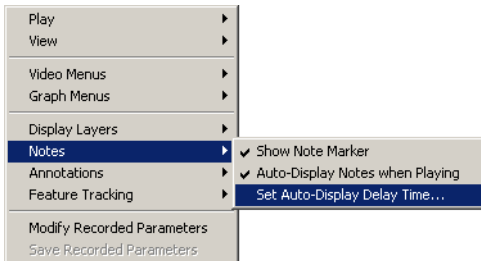 Play
View
Video Menus
Graph Menus
Display Layers
Notes
Show Note Marker
Annotations
Auto-Display Notes when Playing
Feature Tracking
Set Auto-Display Delay Time...
Modify Recorded Parameters
Save Recorded Parameters